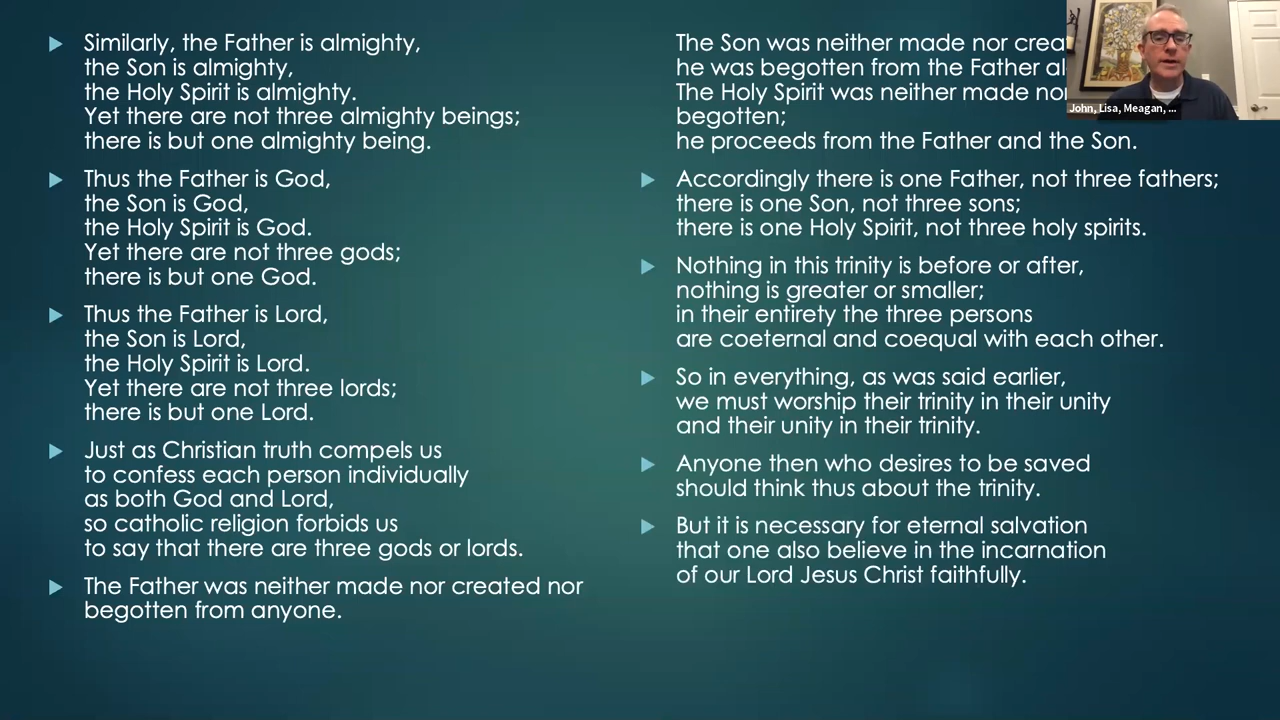 Similarly, the Father is almighty,
the Son is almighty,
the Holy Spirit is almighty.
Yet there are not three almighty beings;
there is but one almighty being.
Thus the Father is God,
the Son is God,
the Holy Spirit is God.
Yet there are not three gods;
there is but one God.
Thus the Father is Lord,
the Son is Lord,
the Holy Spirit is Lord.
Yet there are not three lords;
there is but one Lord.
Just as Christian truth compels us
to confess each person individually
as both God and Lord,
so catholic religion forbids us
to say that there are three gods or lords.
The Father was neither made nor created nor
begotten from anyone.
The Son was neither made nor
he was begotten from the Father
The Holy Spirit was neither made nor
begotten;
he proceeds from the Father and the Son.
Accordingly there is one Father, not three fathers;
there is one Son, not three sons;
there is one Holy Spirit, not three holy spirits.
Nothing in this trinity is before or after,
nothing is greater or smaller;
in their entirety the three persons
are coeternal and coequal with each other.
So in everything, as was said earlier,
we must worship their trinity in their unity
and their unity in their trinity.
Anyone then who desires to be saved
should think thus about the trinity.
But it is necessary for eternal salvation
that one also believe in the incarnation
of our Lord Jesus Christ faithfully.
John, Lisa, Meagan, ...